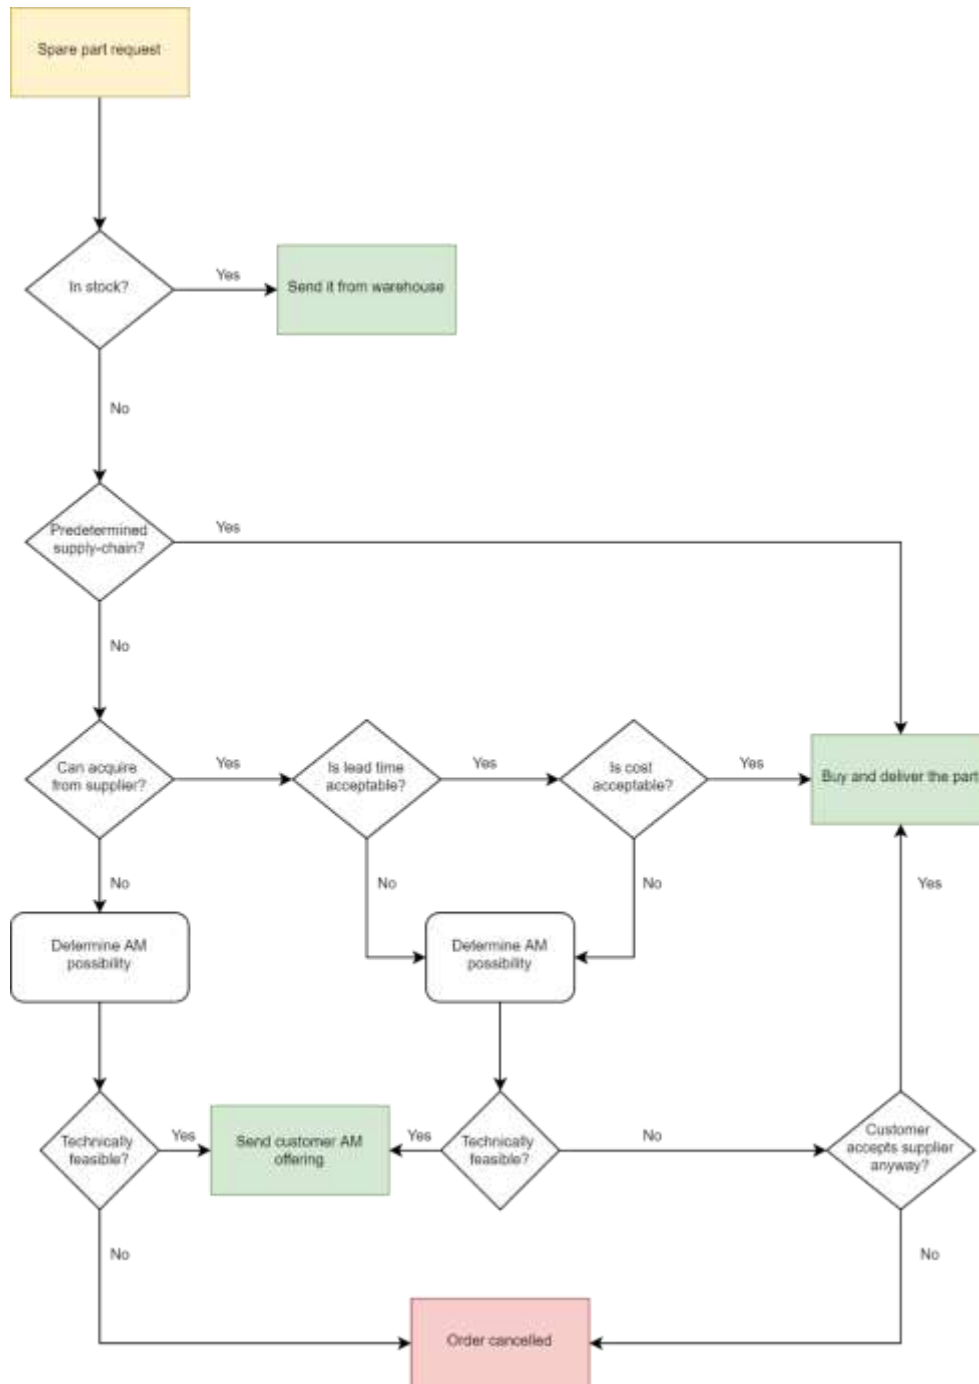 Spare part request
In stock?
Yes
Send it from warehouse
No
Predetermined
supply-chain?
Yes
No
Can acquire
from supplier?
Yes
Is lead time
acceptable?
Yes
Is cost
acceptable?
Yes
Buy and deliver the part
No
No
No
Yes
Determine AM
possibility
Determine AM
possibility
Technically
feasible?
Yes
Send customer AM
offering
Yes
Technically
feasible?
No
Customer
accepts supplier
anyway?
No
No
Order cancelled